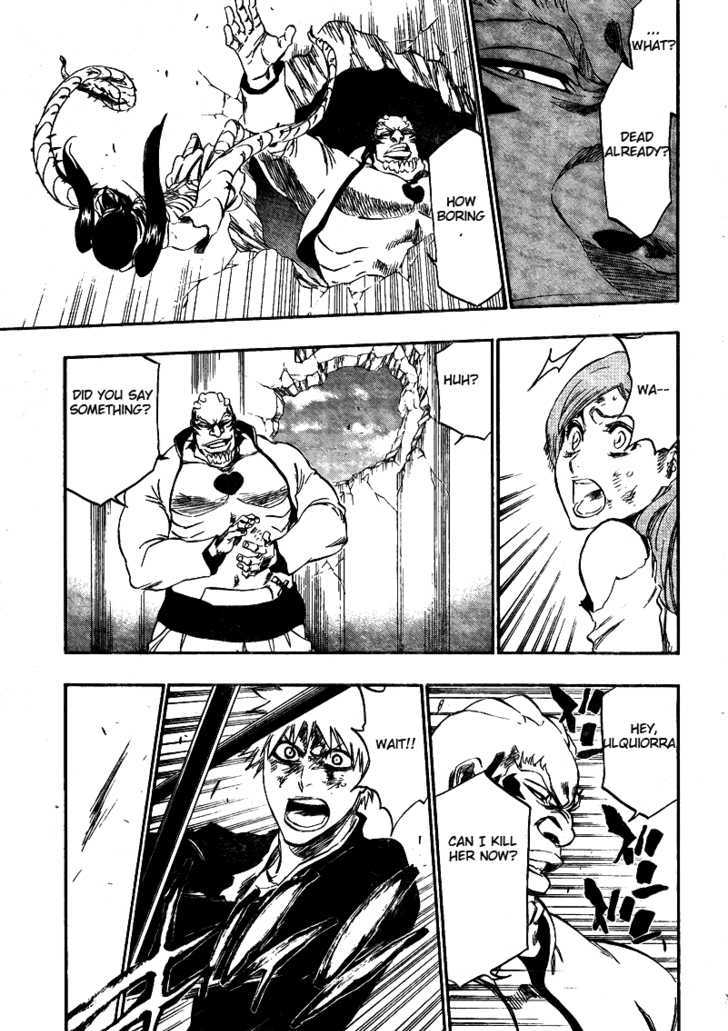 ...
WHAT?
DEAD
ALREADY?
HOW
BORING
WA--
HUH?
DID YOU SAY
SOMETHING?
HEY,
ULQUIORRA
CAN I KILL
HER NOW?
WAIT!!